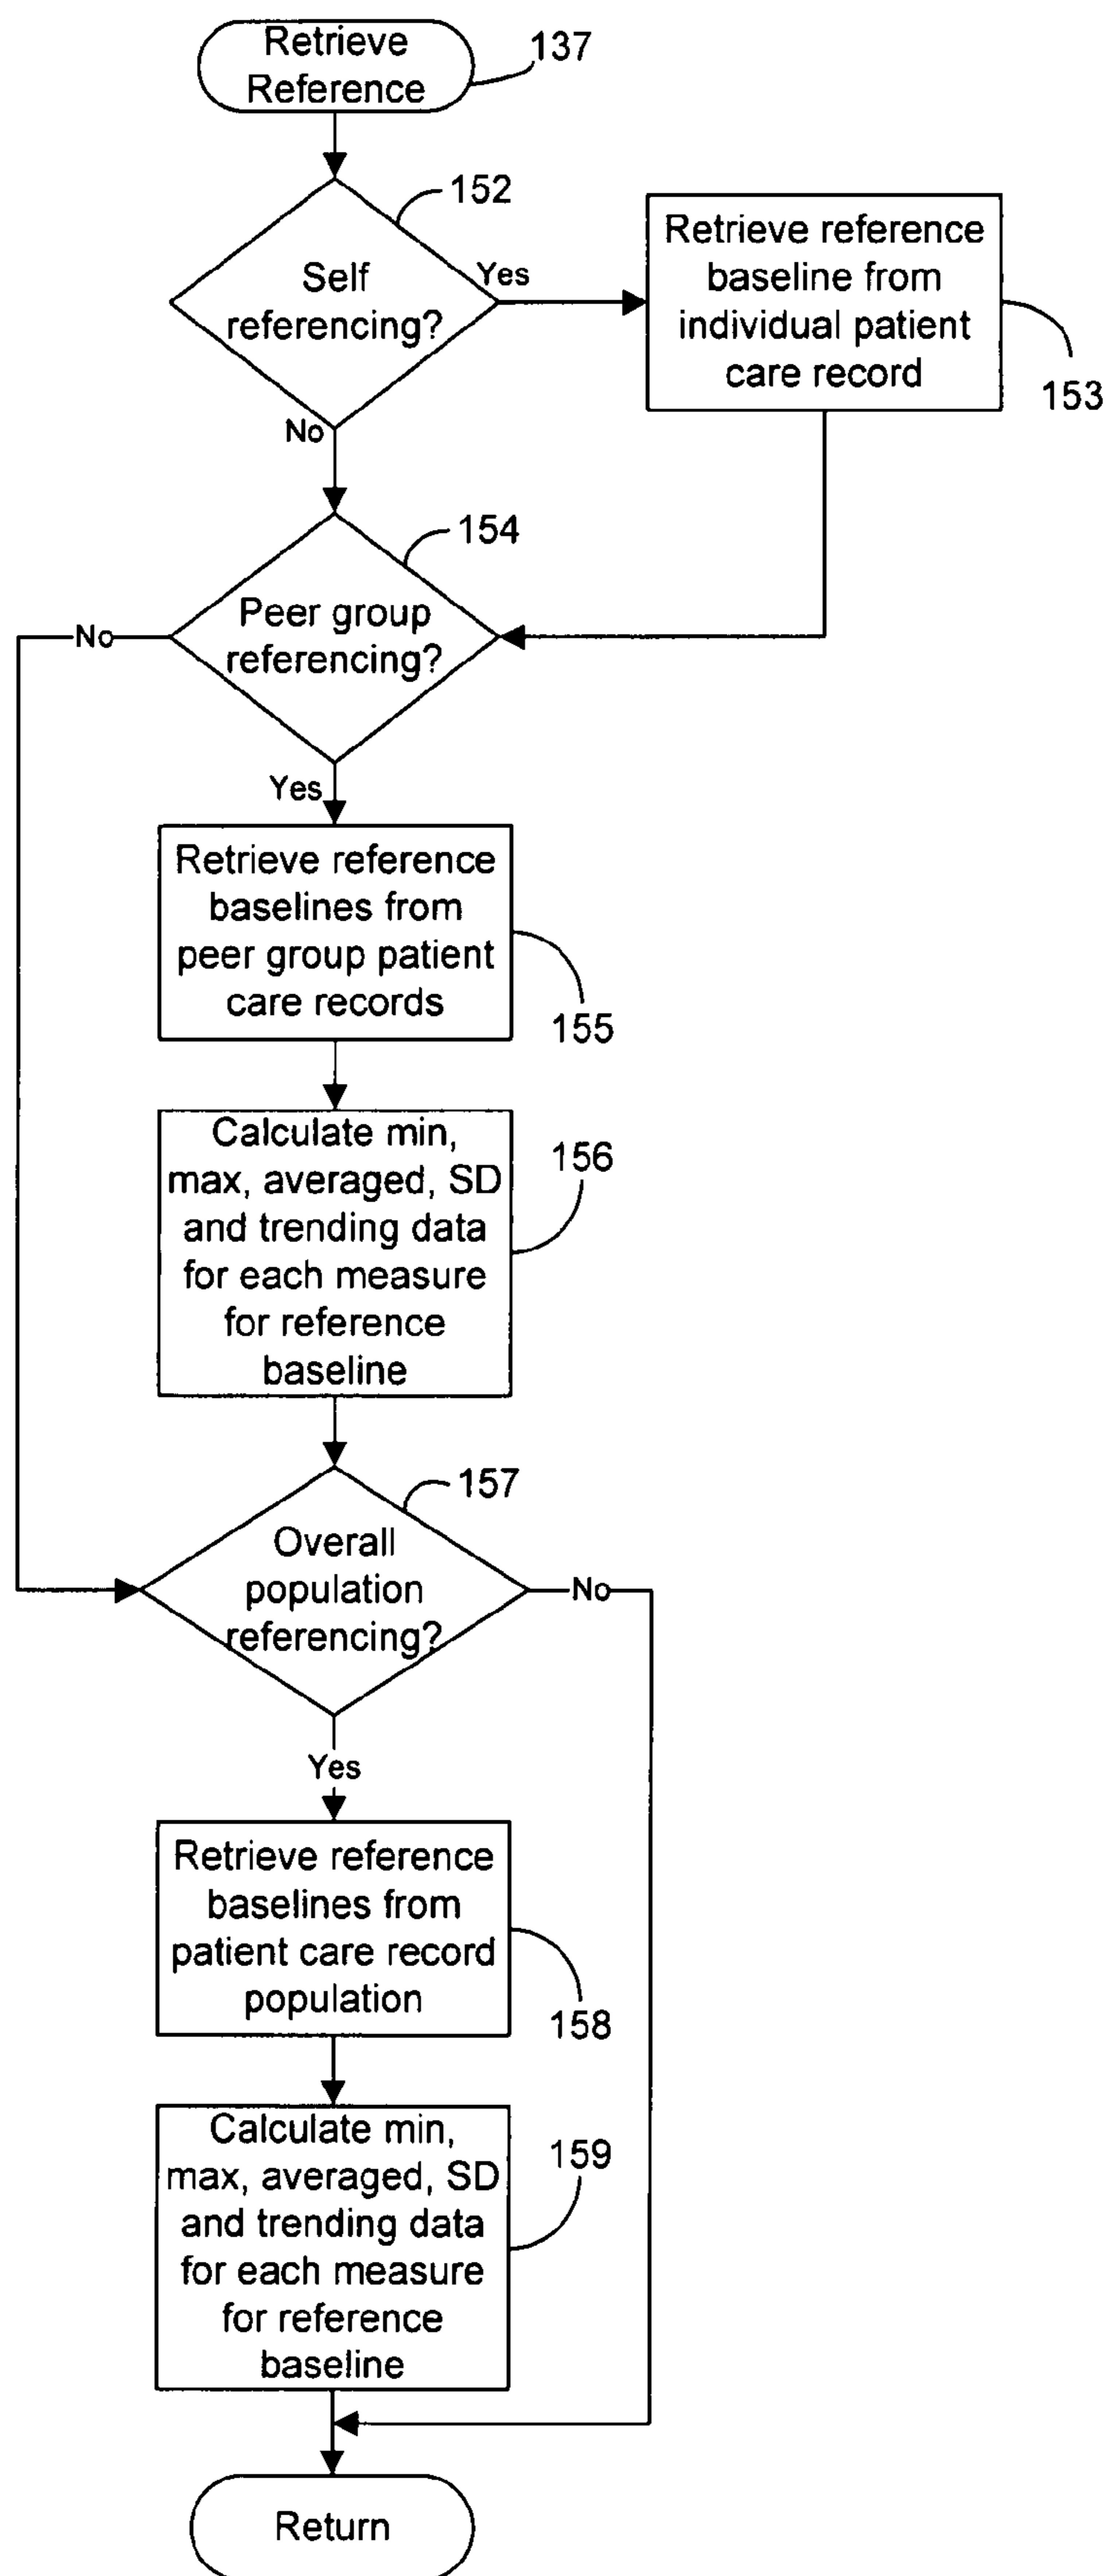 Retrieve
Reference
137
152
Self
referencing?
Yes
Retrieve reference
baseline from
individual patient
care record
153
No
154
Peer group
referencing?
No
Yes
Retrieve reference
baselines from
peer group patient
care records
155
Calculate min,
max, averaged, SD
and trending data
for each measure
for reference
baseline
156
157
Overall
population
referencing?
No
Yes
Retrieve reference
baselines from
patient care record
population
158
Calculate min,
max, averaged, SD
and trending data
for each measure
for reference
baseline
159
Return